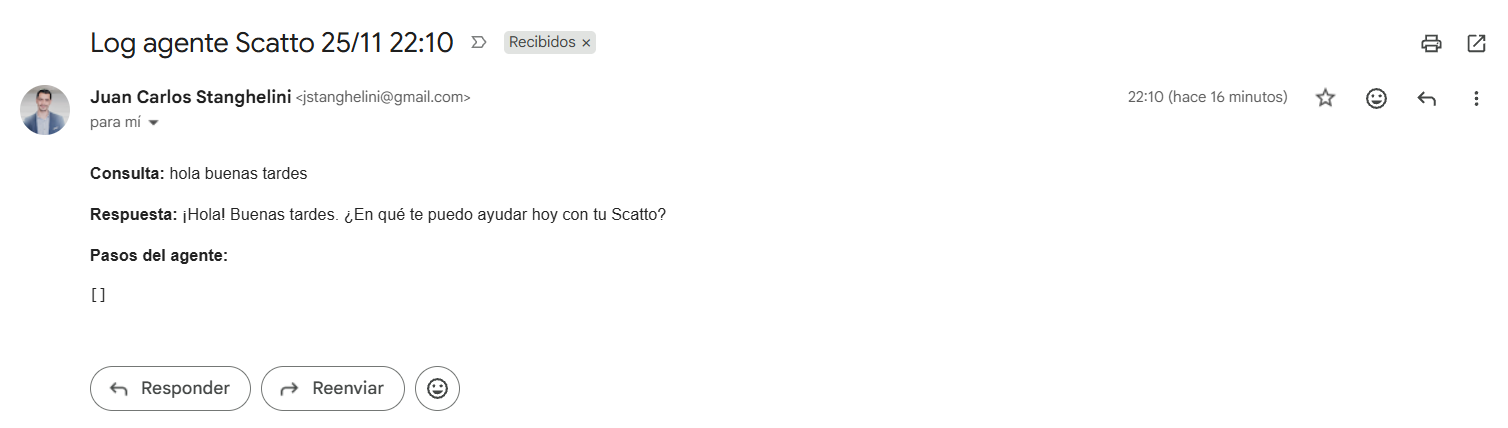 Log agente Scatto 25/11 22:10 Recibidos ×
Juan Carlos Stanghelini <jstanghelini@gmail.com> 22:10 (hace 16 minutos)
para mí
Consulta: hola buenas tardes
Respuesta: ¡Hola! Buenas tardes. ¿En qué te puedo ayudar hoy con tu Scatto?
Pasos del agente:
[]
Responder Reenviar